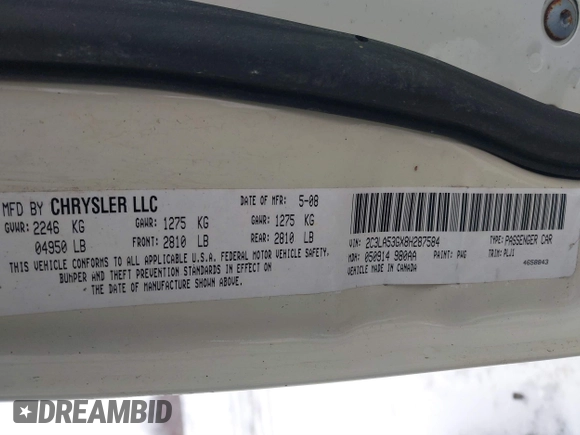 MFD BY CHRYSLER LLC DATE OF MFR: 5-08
GVWR: 2246 KG GAWR: 1275 KG GAWR: 1275 KG
04950 LB FRONT: 2810 LB REAR: 2810 LB
THIS VEHICLE CONFORMS TO ALL APPLICABLE U.S.A. FEDERAL MOTOR VEHICLE SAFETY,
BUMPER AND THEFT PREVENTION STANDARDS IN EFFECT ON
THE DATE OF MANUFACTURE SHOWN ABOVE.
VIN: 2C3LA53GX8H287584 TYPE: PASSENGER CAR
MDH: 050914 980AA PAINT: PWG TRIM: PLJ1
VEHICLE MADE IN CANADA 4658843
DREAMBID